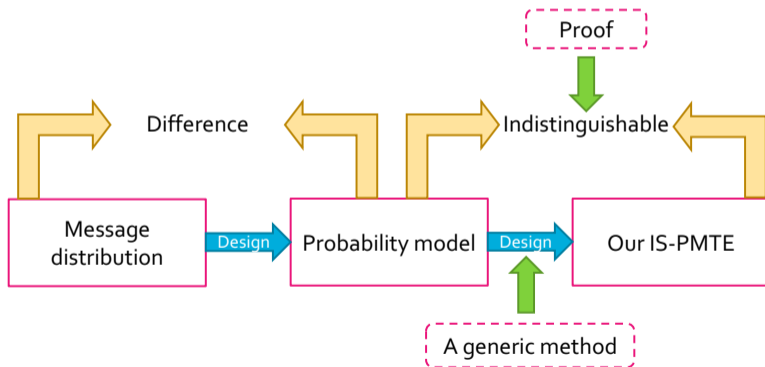 Proof
Difference
Indistinguishable
Message
distribution
Design
Probability model
Design
Our IS-PMTE
A generic method